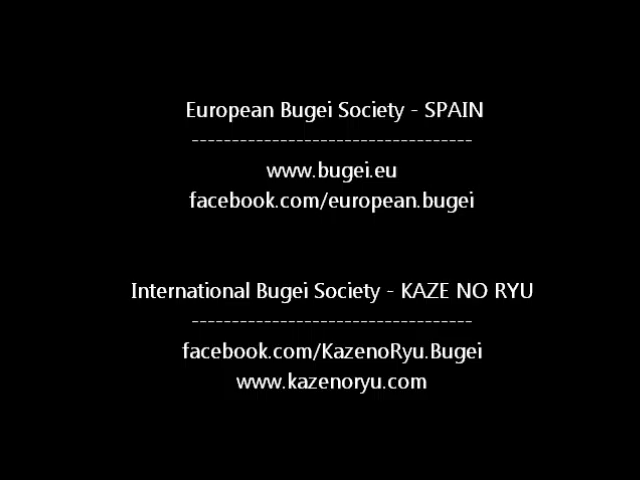 European Bugei Society - SPAIN
-----------------------------------
www.bugei.eu
facebook.com/european.bugei
International Bugei Society - KAZE NO RYU
-----------------------------------
facebook.com/KazenoRyu.Bugei
www.kazenoryu.com